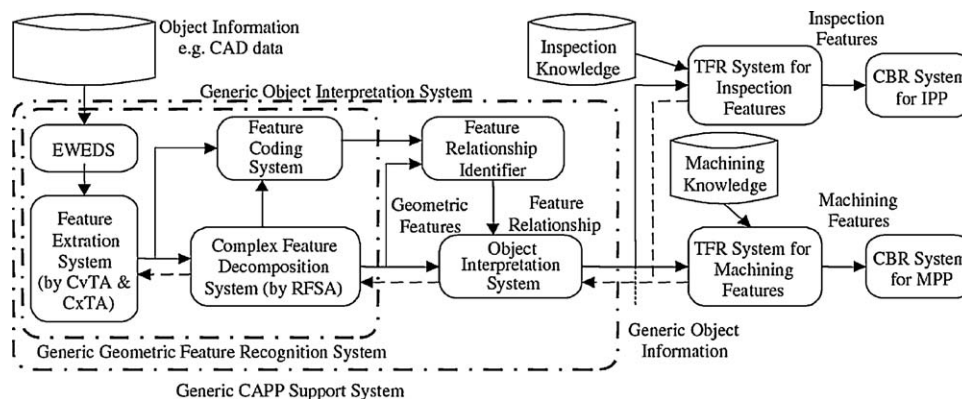 Object Information
e.g. CAD data
Inspection
Knowledge
Inspection
Features
TFR System for
Inspection
Features
CBR System
for IPP
Generic Object Interpretation System
EWEDS
Feature
Coding
System
Feature
Relationship
Identifier
Machining
Knowledge
Feature
Extration
System
(by CvTA &
CxTA)
Complex Feature
Decomposition
System (by RFSA)
Geometric
Features
Feature
Relationship
Object
Interpretation
System
Machining
Features
TFR System for
Machining
Features
CBR System
for MPP
Generic Geometric Feature Recognition System
Generic Object
Information
Generic CAPP Support System